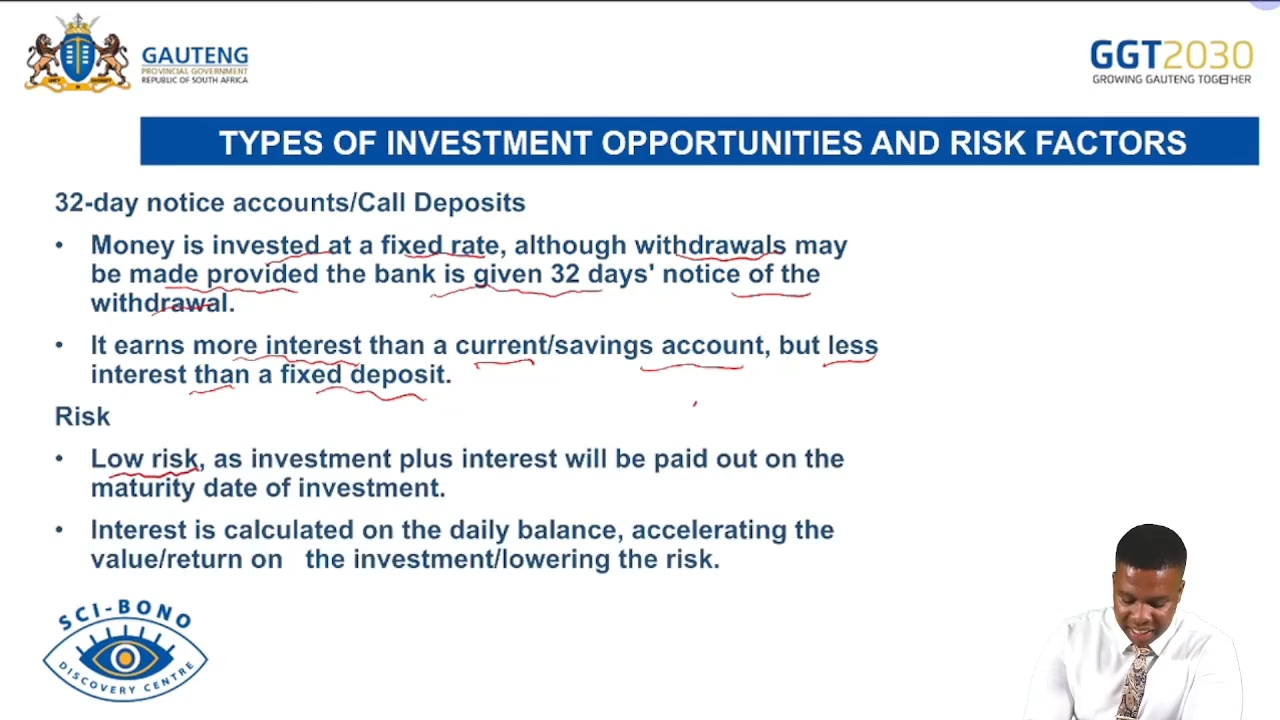 GAUTENG
PROVINCIAL GOVERNMENT
REPUBLIC OF SOUTH AFRICA
GGT2030
GROWING GAUTENG TOGETHER
TYPES OF INVESTMENT OPPORTUNITIES AND RISK FACTORS
32-day notice accounts/Call Deposits
• Money is invested at a fixed rate, although withdrawals may
be made provided the bank is given 32 days' notice of the
withdrawal.
• It earns more interest than a current/savings account, but less
interest than a fixed deposit.
Risk
• Low risk, as investment plus interest will be paid out on the
maturity date of investment.
• Interest is calculated on the daily balance, accelerating the
value/return on the investment/lowering the risk.
SCI-BONO
DISCOVERY CENTRE